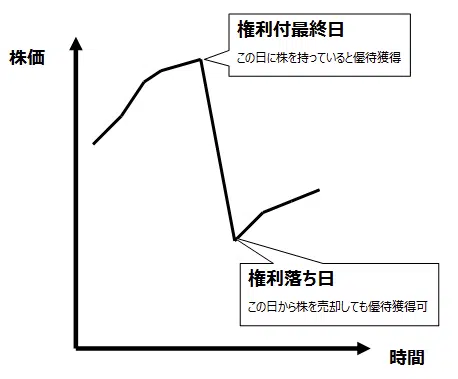 株価
権利付最終日
この日に株を持っていると優待獲得
権利落ち日
この日から株を売却しても優待獲得可
時間